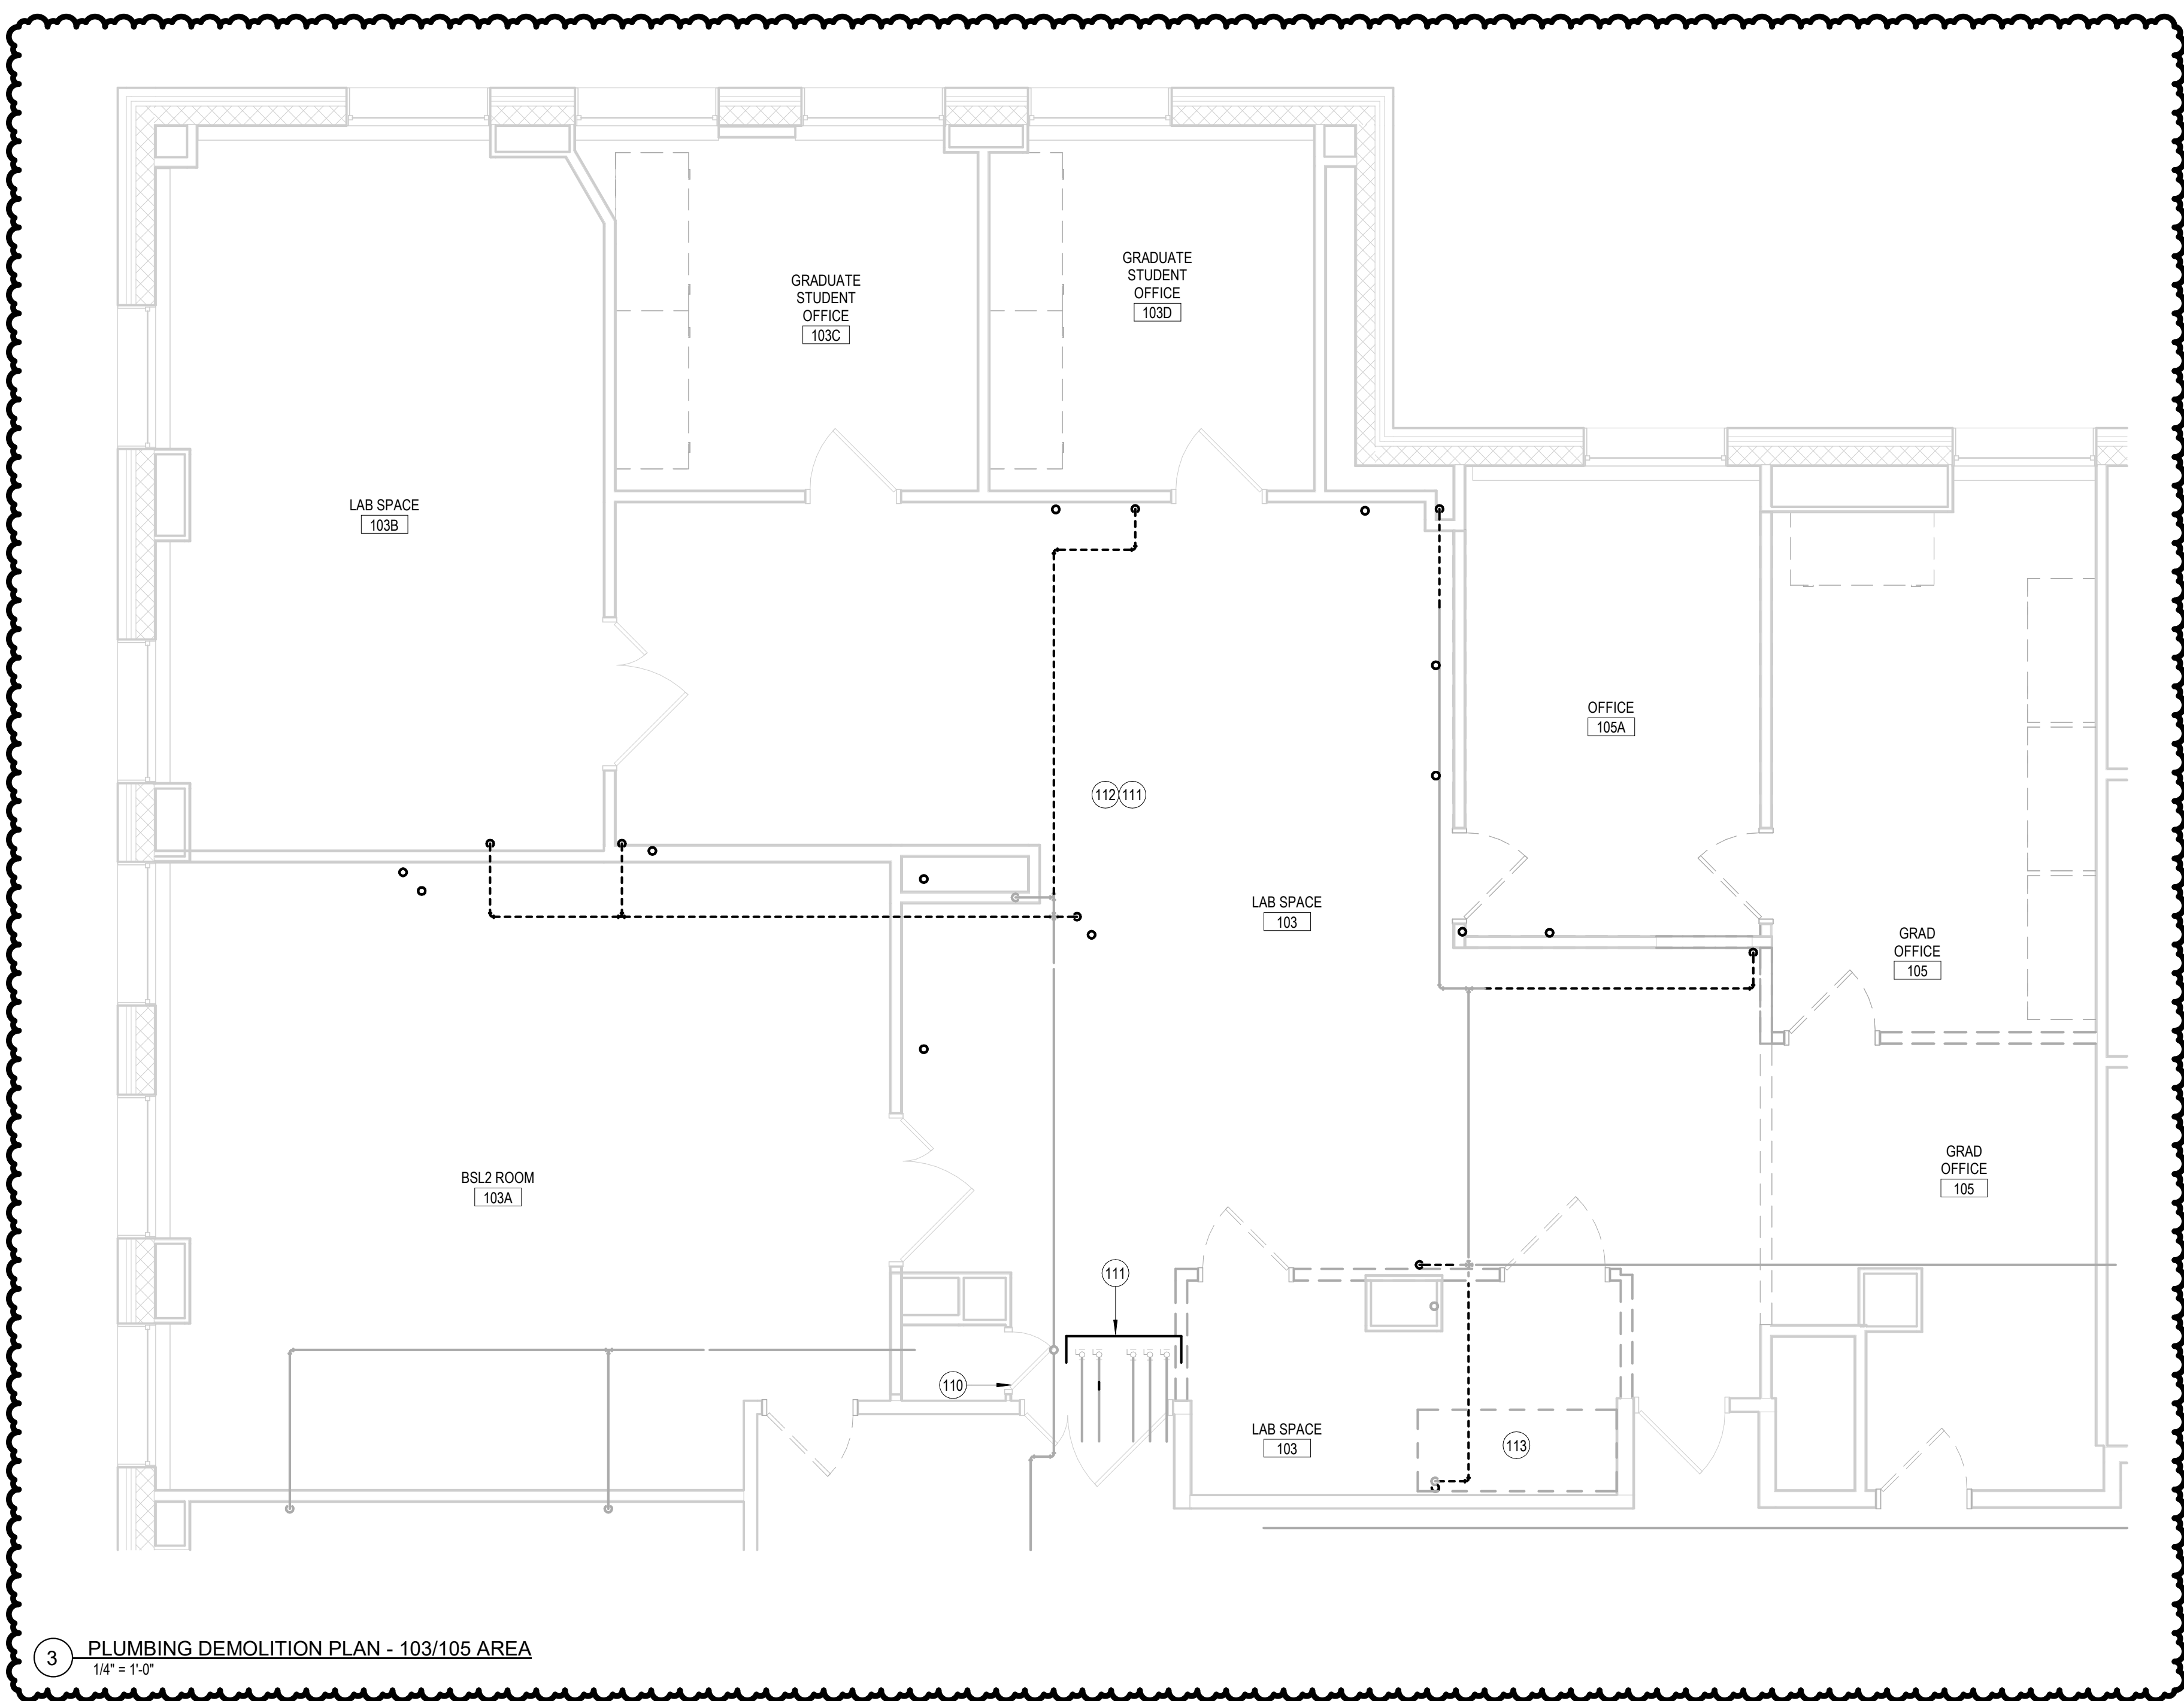 GRADUATE
STUDENT
OFFICE
103D
GRADUATE
STUDENT
OFFICE
103C
LAB SPACE
103B
OFFICE
105A
112
111
LAB SPACE
103
GRAD
OFFICE
105
BSL2 ROOM
103A
GRAD
OFFICE
105
111
110
LAB SPACE
103
113
3
PLUMBING DEMOLITION PLAN - 103/105 AREA
1/4" = 1'-0"